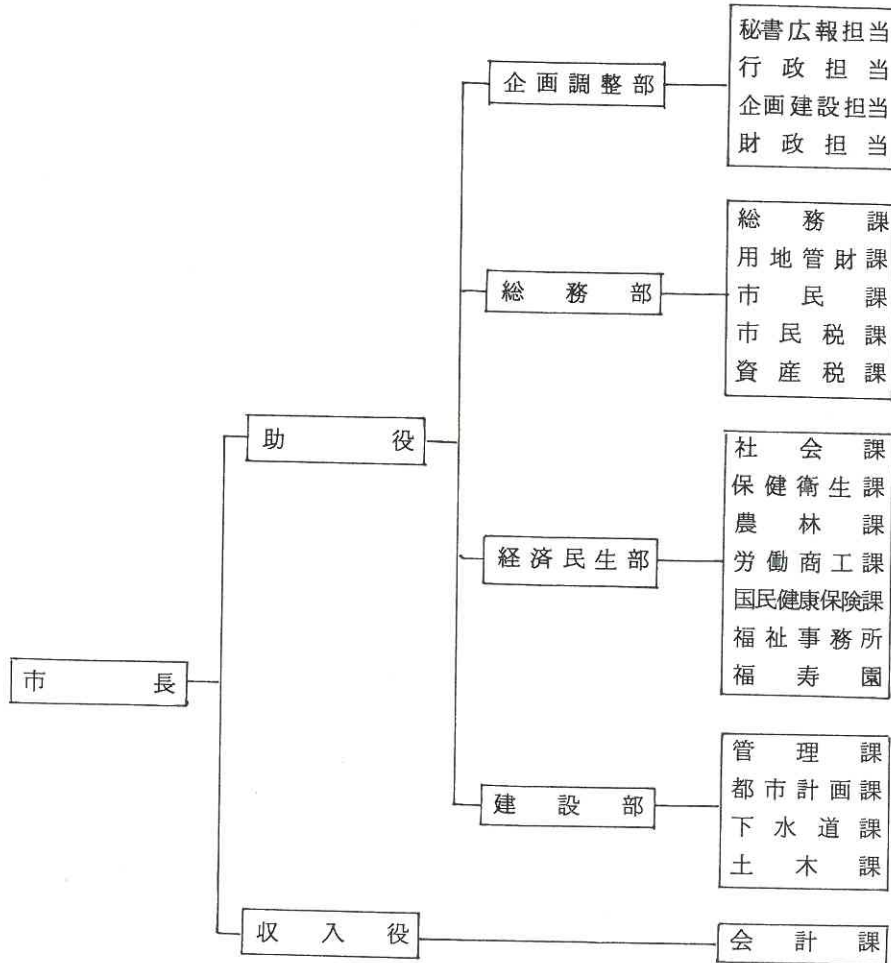 秘書広報担当
行政担当
企画建設担当
財政担当
企画調整部
総務課
用地管財課
市民課
市民税課
資産税課
総務部
助役
社会課
保健衛生課
農林課
労働商工課
国民健康保険課
福祉事務所
福寿園
経済民生部
市長
管理課
都市計画課
下水道課
土木課
建設部
収入役
会計課